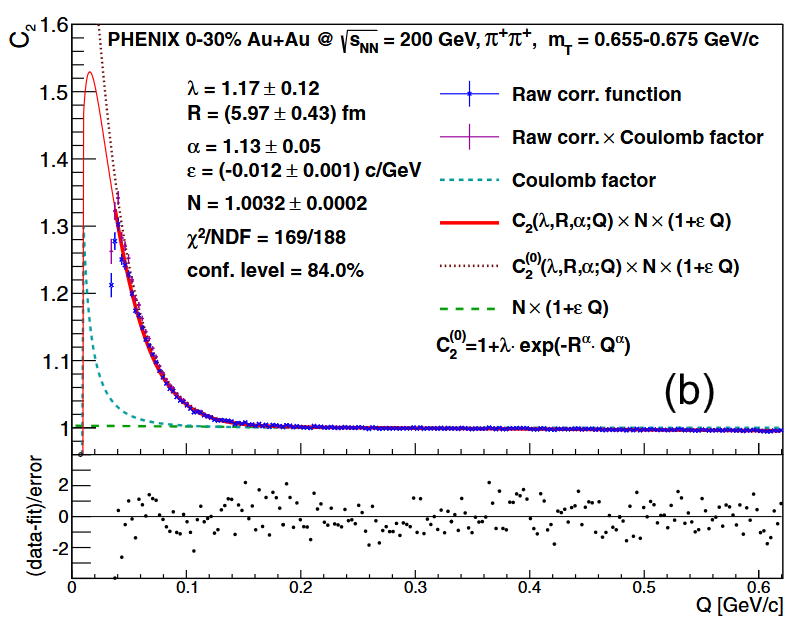 PHENIX 0-30% Au+Au @ √sNN = 200 GeV, π⁺π⁺, mT = 0.655-0.675 GeV/c
C₂
1.6
1.5
1.4
1.3
1.2
1.1
1
λ = 1.17 ± 0.12
R = (5.97 ± 0.43) fm
α = 1.13 ± 0.05
ε = (-0.012 ± 0.001) c/GeV
N = 1.0032 ± 0.0002
χ²/NDF = 169/188
conf. level = 84.0%
Raw corr. function
Raw corr. × Coulomb factor
Coulomb factor
C₂(λ,R,α;Q) × N × (1+ε Q)
C₂⁽⁰⁾(λ,R,α;Q) × N × (1+ε Q)
N × (1+ε Q)
C₂⁽⁰⁾=1+λ· exp(-Rᵅ· Qᵅ)
(b)
(data-fit)/error
2
0
-2
0 0.1 0.2 0.3 0.4 0.5 0.6
Q [GeV/c]